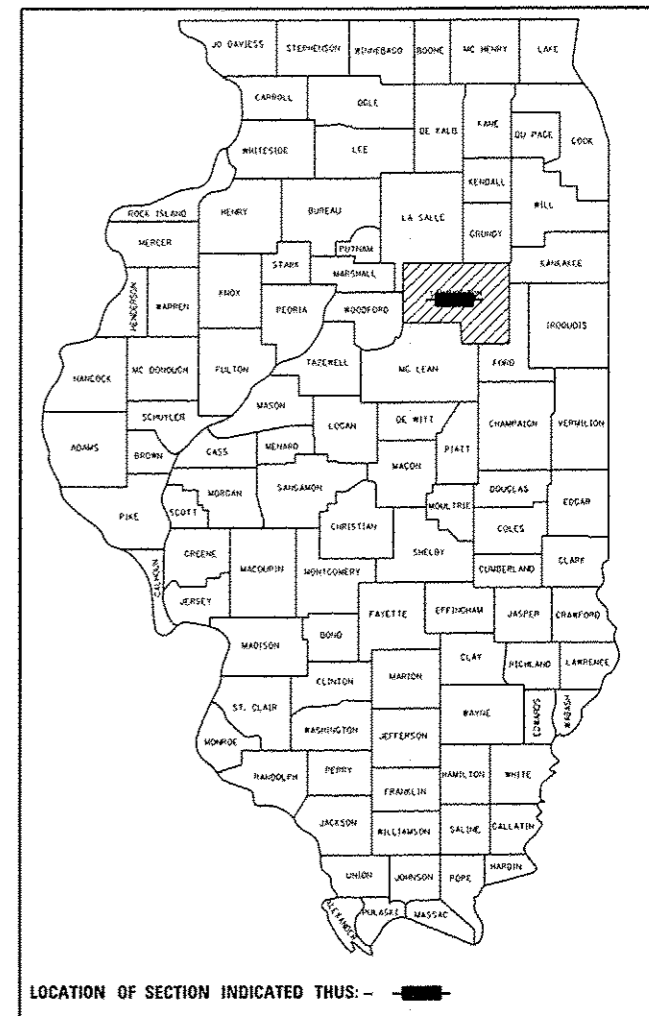 JO DAVIESS STEPHENSON WINNEBAGO BOONE MC HENRY LAKE
CARROLL OGLE DE KALB KANE DU PAGE COOK
WHITESIDE LEE KENDALL WILL
ROCK ISLAND HENRY BUREAU LA SALLE GRUNDY
MERCER PUTNAM KANKAKEE
HENDERSON WARREN KNOX STARK MARSHALL
PEORIA WOODFORD IROQUOIS
HANCOCK MC DONOUGH FULTON TAZEWELL MC LEAN FORD
SCHUYLER MASON LOGAN DE WITT CHAMPAIGN VERMILION
ADAMS BROWN CASS MENARD PIATT
MACON
PIKE SCOTT MORGAN SANGAMON CHRISTIAN MOULTRIE DOUGLAS EDGAR
COLES
CALHOUN GREENE MACOUPIN MONTGOMERY SHELBY CUMBERLAND CLARK
JERSEY FAYETTE EFFINGHAM JASPER CRAWFORD
MADISON BOND CLAY RICHLAND LAWRENCE
CLINTON MARION
ST. CLAIR WAYNE EDWARDS WABASH
MONROE WASHINGTON JEFFERSON
RANDOLPH PERRY HAMILTON WHITE
FRANKLIN
JACKSON WILLIAMSON SALINE GALLATIN
UNION JOHNSON POPE HARDIN
ALEXANDER PULASKI MASSAC
LOCATION OF SECTION INDICATED THUS: -